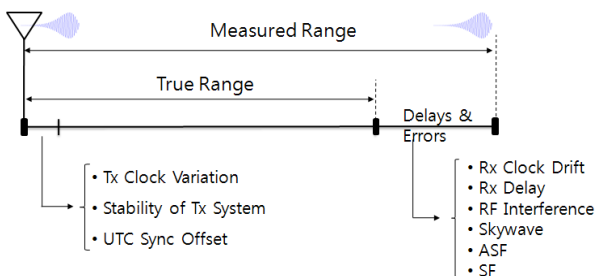 Measured Range
True Range
Delays &
Errors
• Tx Clock Variation
• Stability of Tx System
• UTC Sync Offset
• Rx Clock Drift
• Rx Delay
• RF Interference
• Skywave
• ASF
• SF